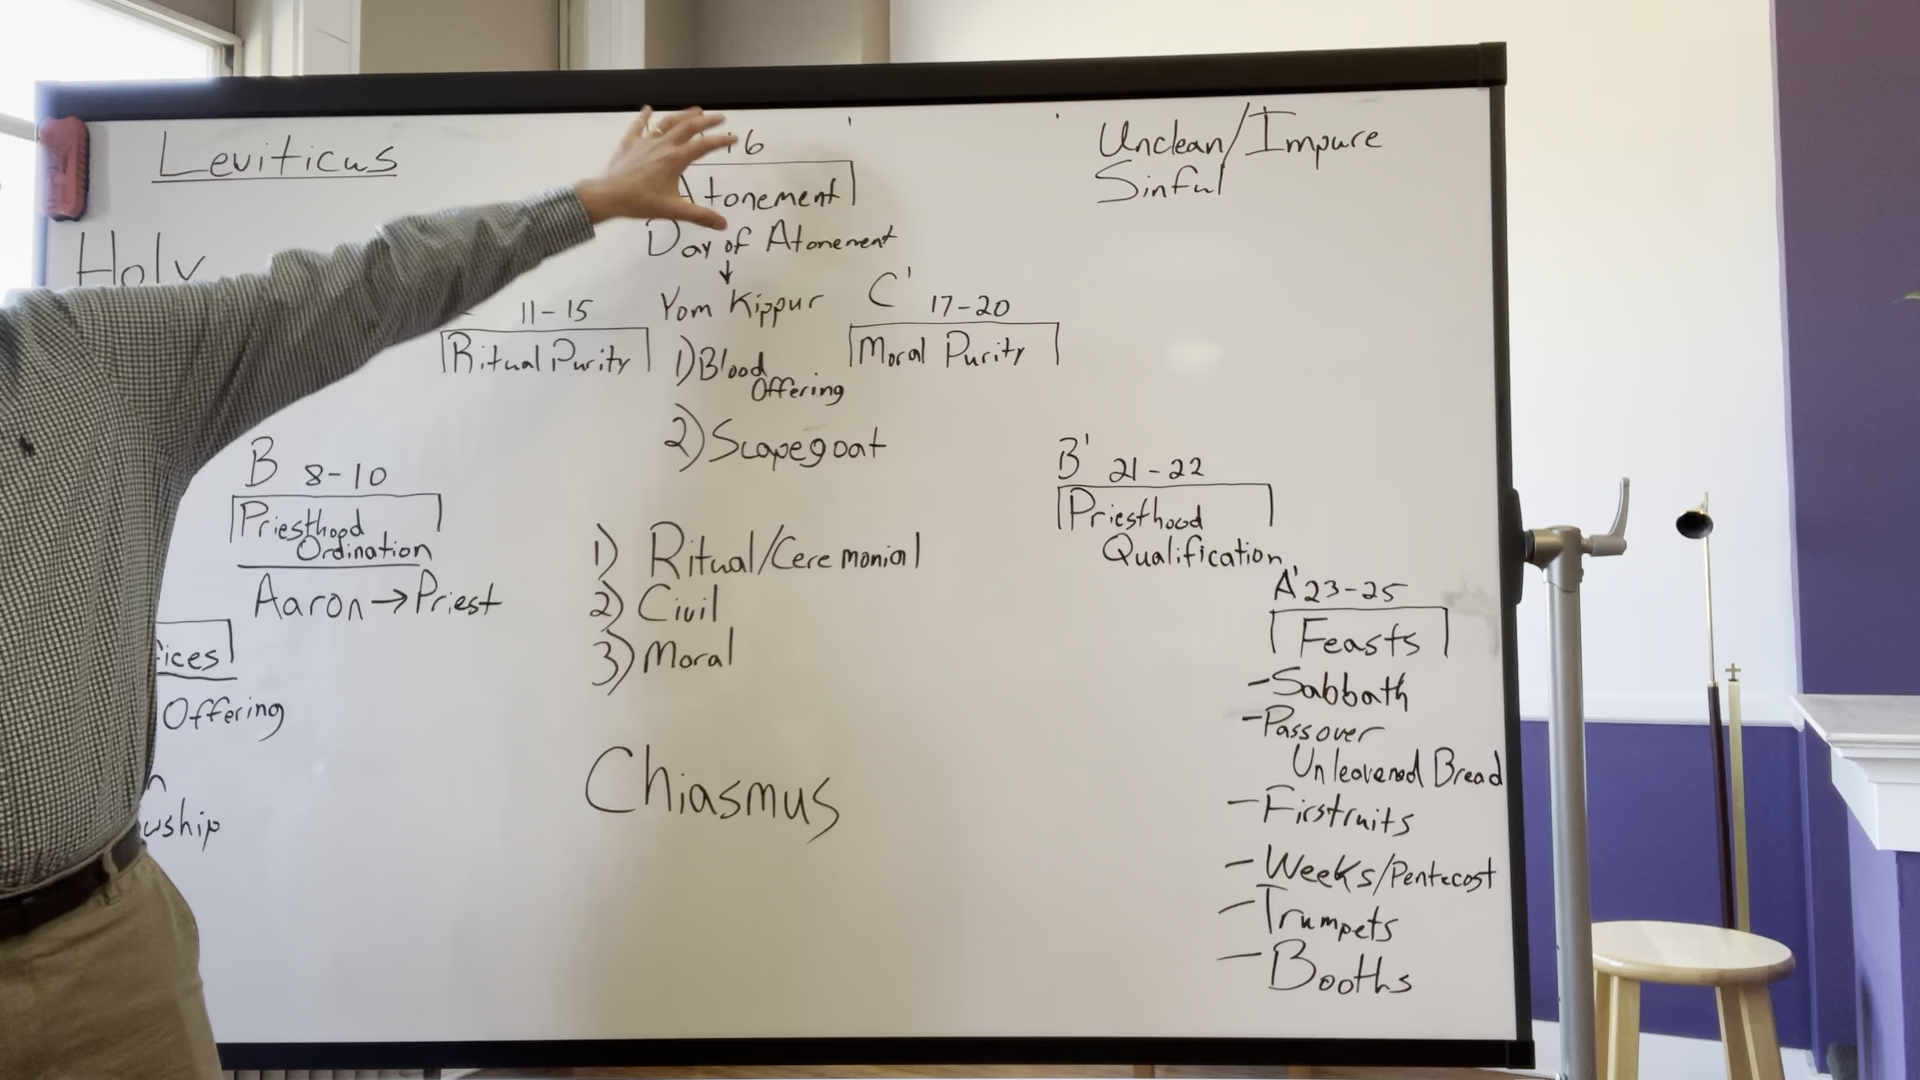 Leviticus
Holy
16
Atonement
Day of Atonement
↓
Yom Kippur
1) Blood
Offering
2) Scapegoat
Unclean/Impure
Sinful
11-15
Ritual Purity
C' 17-20
Moral Purity
B 8-10
Priesthood
Ordination
Aaron → Priest
B' 21-22
Priesthood
Qualification
1) Ritual/Ceremonial
2) Civil
3) Moral
Offering
Chiasmus
A' 23-25
Feasts
- Sabbath
- Passover
Unleavened Bread
- Firstruits
- Weeks/Pentecost
- Trumpets
- Booths